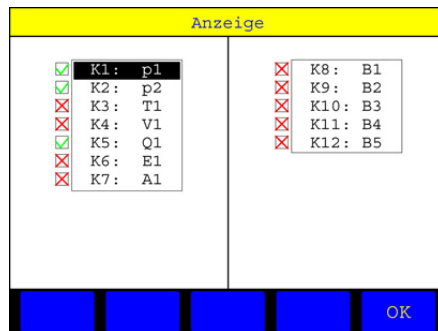 Anzeige
K1: p1
K2: p2
K3: T1
K4: V1
K5: Q1
K6: E1
K7: A1
K8: B1
K9: B2
K10: B3
K11: B4
K12: B5
OK